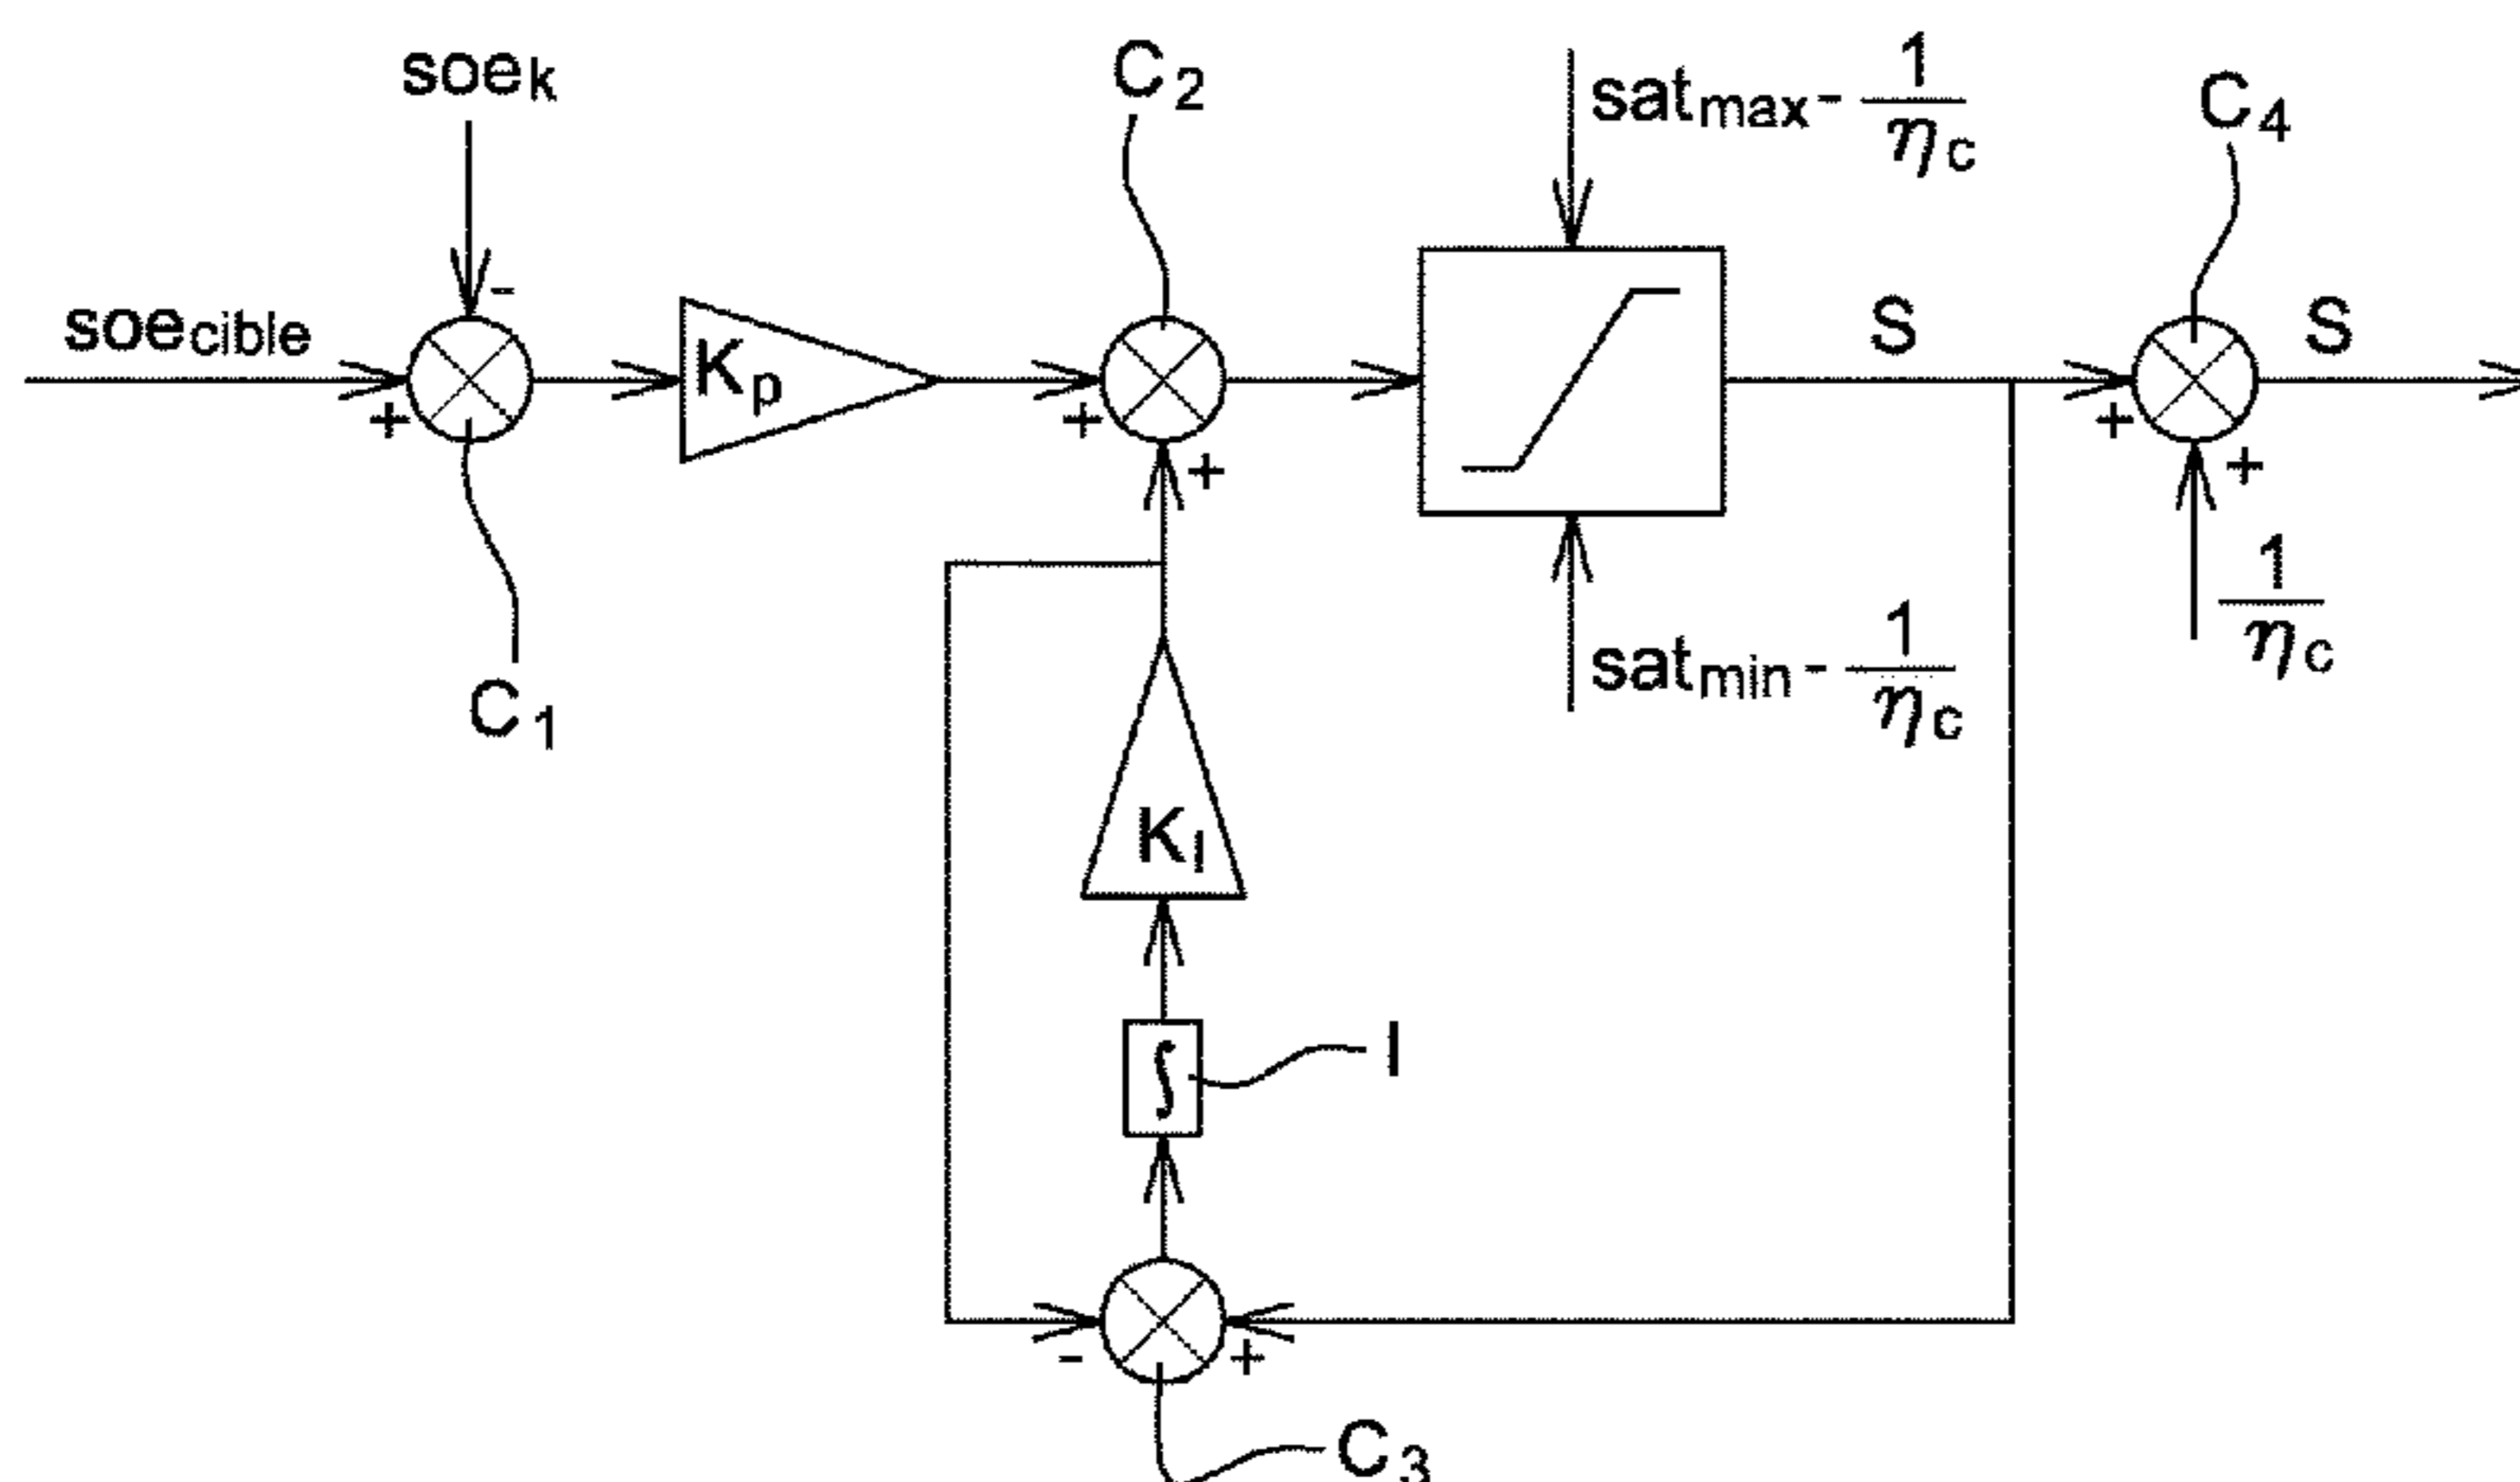 soek
C2
satmax - 1/ηc
C4
soecible
-
+
Kp
+
+
S
+
+
S
1/ηc
C1
satmin - 1/ηc
KI
∫
I
-
+
C3